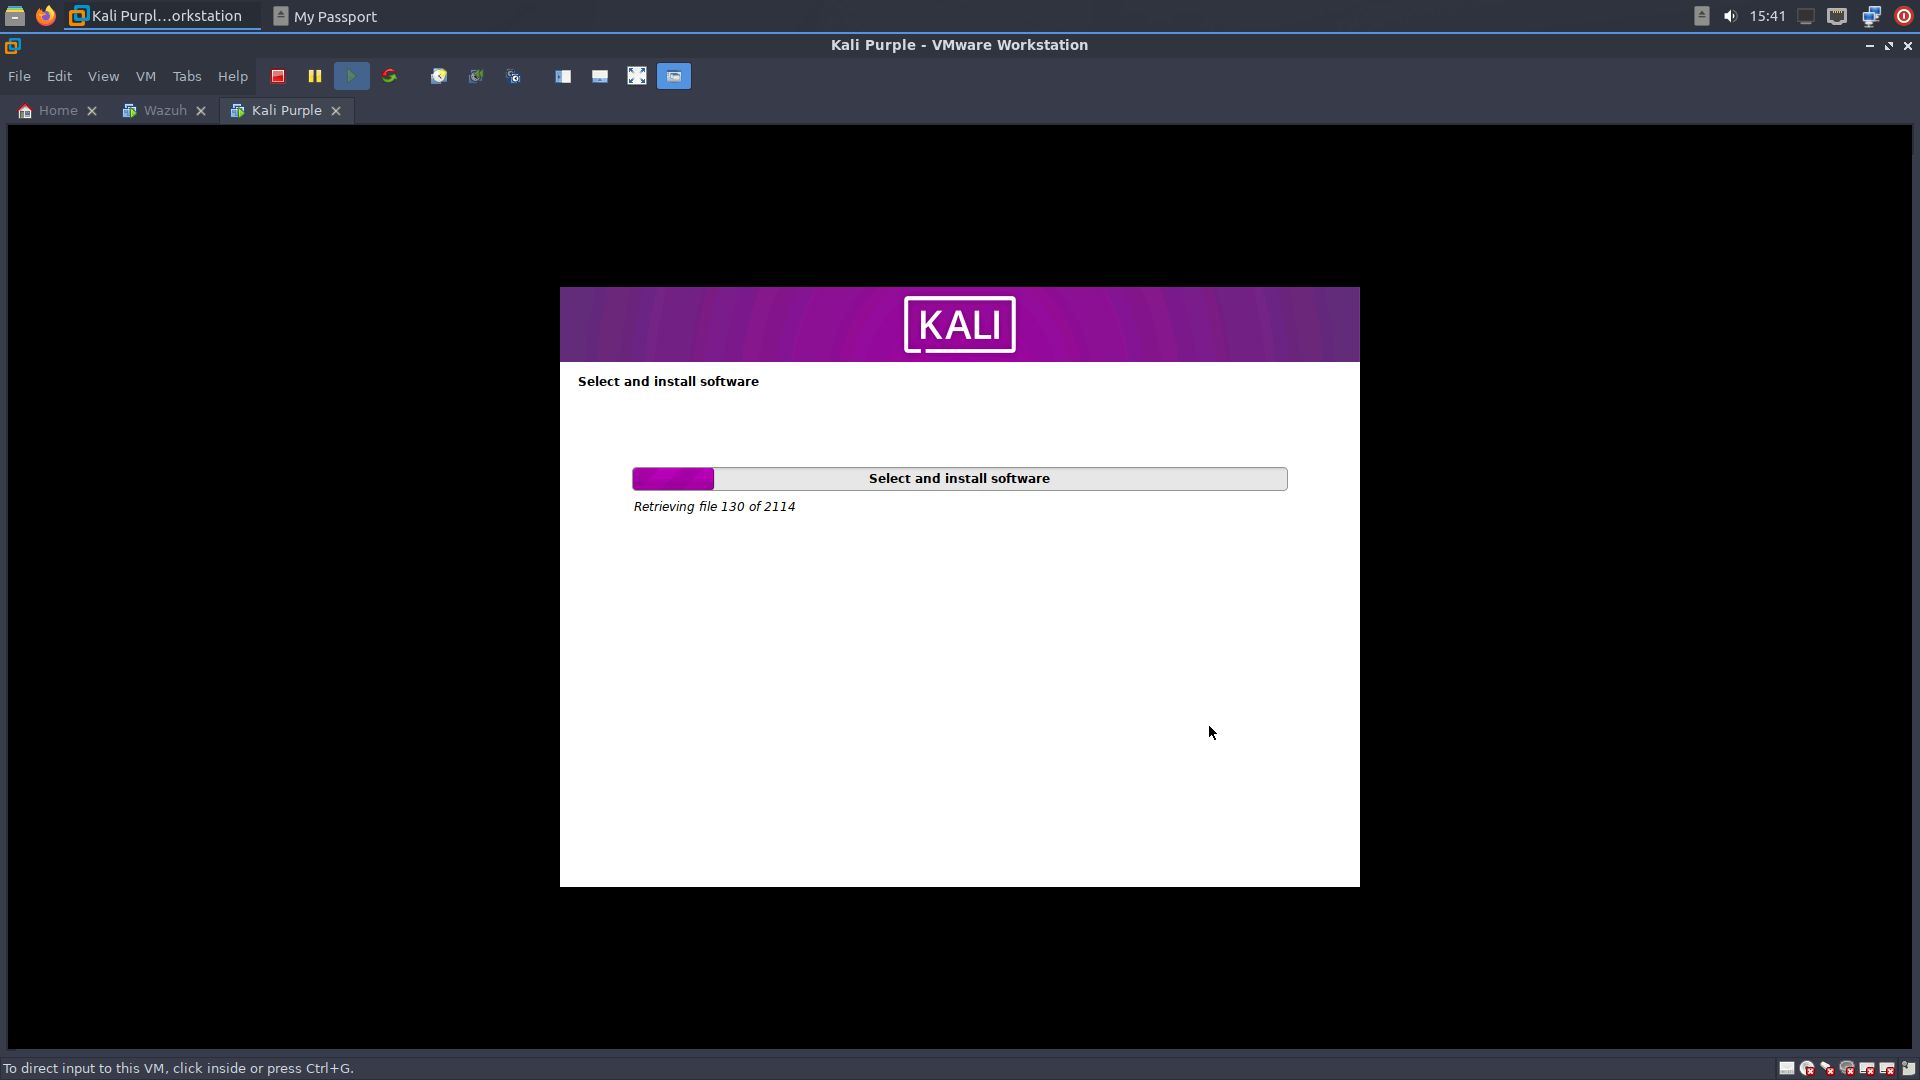 Kali Purpl...orkstation
My Passport
15:41
Kali Purple - VMware Workstation
File Edit View VM Tabs Help
Home Wazuh Kali Purple
KALI
Select and install software
Select and install software
Retrieving file 130 of 2114
To direct input to this VM, click inside or press Ctrl+G.